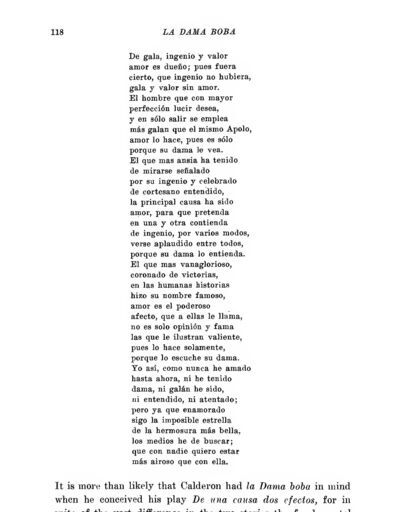 118 LA DAMA BOBA
De gala, ingenio y valor
amor es dueño; pues fuera
cierto, que ingenio no hubiera,
gala y valor sin amor.
El hombre que con mayor
perfección lucir desea,
y en sólo salir se emplea
más galan que el mismo Apolo,
amor lo hace, pues es sólo
porque su dama le vea.
El que mas ansia ha tenido
de mirarse señalado
por su ingenio y celebrado
de cortesano entendido,
la principal causa ha sido
amor, para que pretenda
en una y otra contienda
de ingenio, por varios modos,
verse aplaudido entre todos,
porque su dama lo entienda.
El que mas vanaglorioso,
coronado de victorias,
en las humanas historias
hizo su nombre famoso,
amor es el poderoso
afecto, que a ellas le llama,
no es solo opinión y fama
las que le ilustran valiente,
pues lo hace solamente,
porque lo escuche su dama.
Yo así, como nunca he amado
hasta ahora, ni he tenido
dama, ni galán he sido,
ni entendido, ni atentado;
pero ya que enamorado
sigo la imposible estrella
de la hermosura mas bella,
los medios he de buscar;
que con nadie quiero estar
más airoso que con ella.
It is more than likely that Calderon had la Dama boba in mind
when he conceived his play De una causa dos efectos, for in